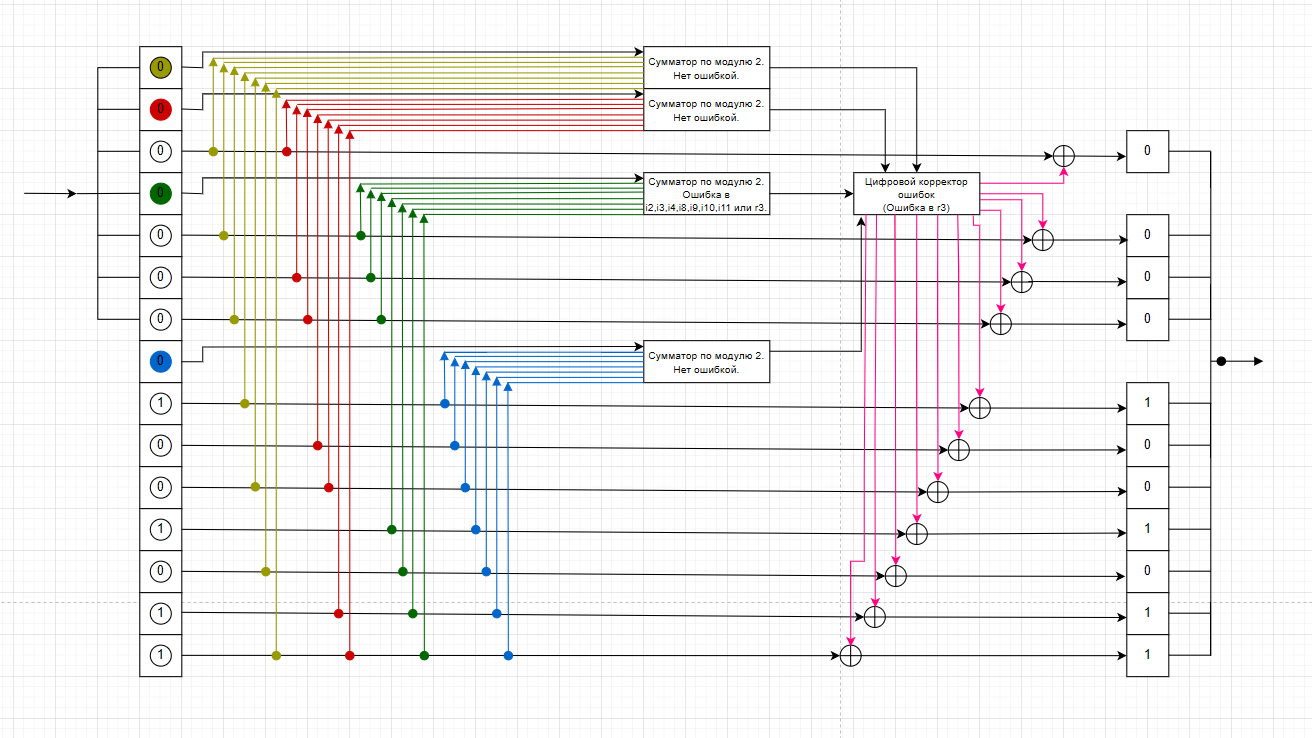 0
Сумматор по модулю 2.
Нет ошибкой.
0
Сумматор по модулю 2.
Нет ошибкой.
0
0
0
Сумматор по модулю 2.
Ошибка в
i2,i3,i4,i8,i9,i10,i11 или r3.
Цифровой корректор
ошибок
(Ошибка в r3)
0
0
0
0
0
0
0
Сумматор по модулю 2.
Нет ошибкой.
1
1
0
0
0
0
1
1
0
0
1
1
1
1